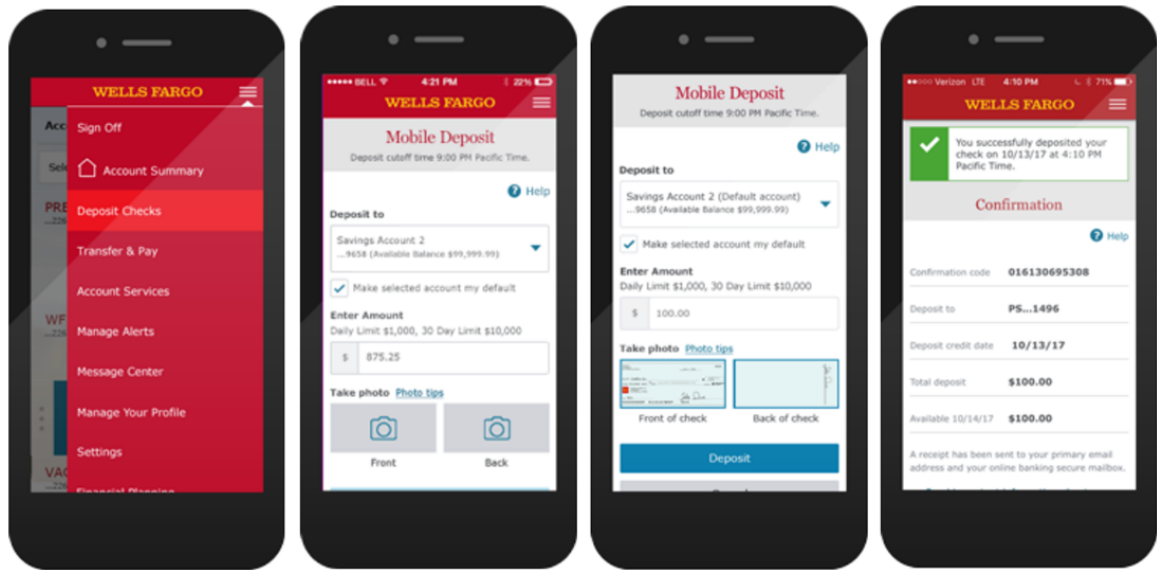 WELLS FARGO
Acc
Sele
PRE
WF
VAC
Sign Off
Account Summary
Deposit Checks
Transfer & Pay
Account Services
Manage Alerts
Message Center
Manage Your Profile
Settings
Financial Planning
BELL 4:21 PM 22%
WELLS FARGO
Mobile Deposit
Deposit cutoff time 9:00 PM Pacific Time.
Help
Deposit to
Savings Account 2
...9658 (Available Balance $99,999.99)
Make selected account my default
Enter Amount
Daily Limit $1,000, 30 Day Limit $10,000
$ 875.25
Take photo Photo tips
Front Back
Mobile Deposit
Deposit cutoff time 9:00 PM Pacific Time.
Help
Deposit to
Savings Account 2 (Default account)
...9658 (Available Balance $99,999.99)
Make selected account my default
Enter Amount
Daily Limit $1,000, 30 Day Limit $10,000
$ 100.00
Take photo Photo tips
Front of check Back of check
Deposit
Verizon LTE 4:10 PM 71%
WELLS FARGO
You successfully deposited your
check on 10/13/17 at 4:10 PM
Pacific Time.
Confirmation
Help
Confirmation code 016130695308
Deposit to PS...1496
Deposit credit date 10/13/17
Total deposit $100.00
Available 10/14/17 $100.00
A receipt has been sent to your primary email
address and your online banking secure mailbox.